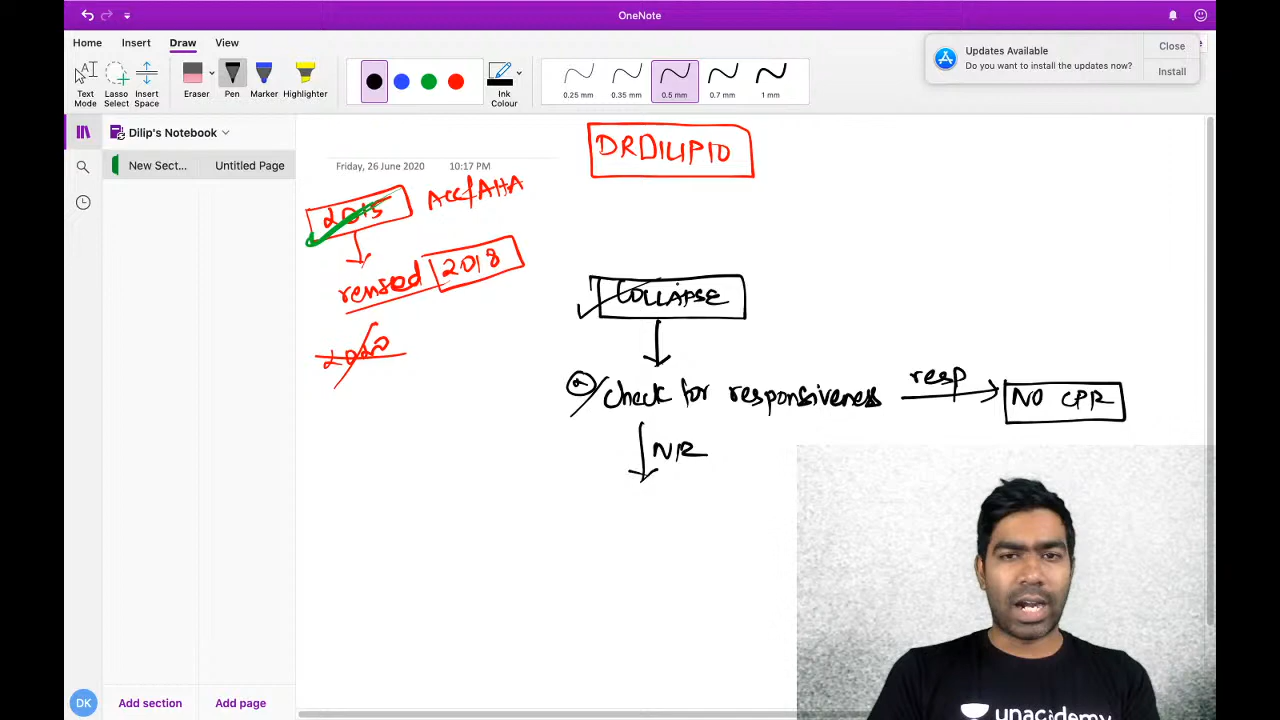 OneNote
Home Insert Draw View
Updates Available
Do you want to install the updates now?
Close
Install
Text Mode
Lasso Select
Insert Space
Eraser
Pen
Marker
Highlighter
Ink Colour
0.25 mm
0.35 mm
0.5 mm
0.7 mm
1 mm
Dilip's Notebook
New Sect...
Untitled Page
Friday, 26 June 2020 10:17 PM
DRDILIP10
2015 ACC/AHA
revised 2018
2020
COLLAPSE
a/ check for responsiveness resp NO CPR
NR
unacademy
DK
Add section
Add page